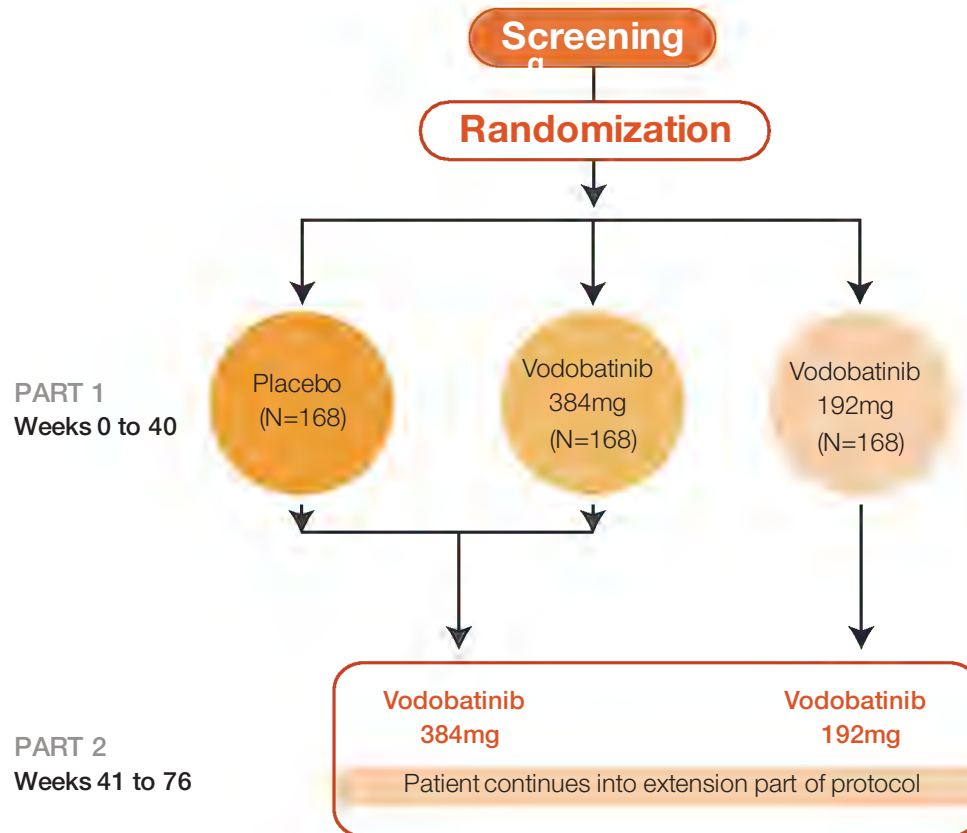 Screening
g
Randomization
PART 1
Weeks 0 to 40
Placebo
(N=168)
Vodobatinib
384mg
(N=168)
Vodobatinib
192mg
(N=168)
PART 2
Weeks 41 to 76
Vodobatinib
384mg
Vodobatinib
192mg
Patient continues into extension part of protocol